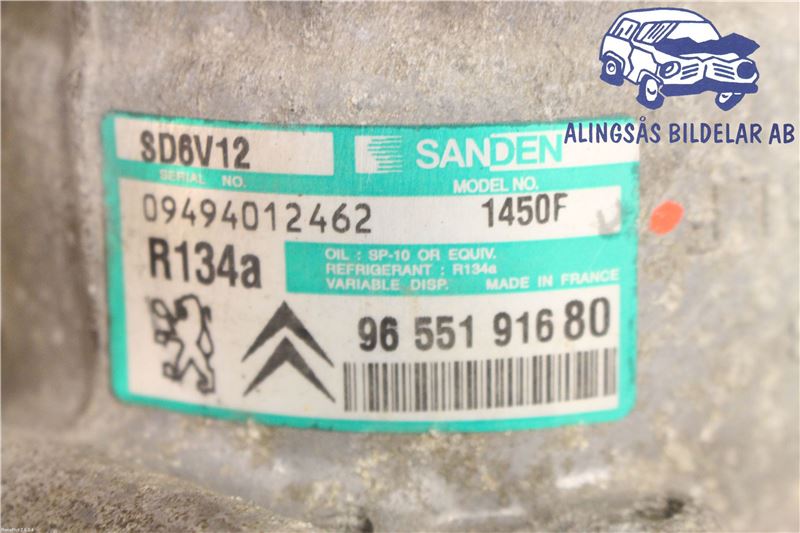 ALINGSÅS BILDELAR AB
SD6V12
SANDEN
SERIAL NO.
MODEL NO.
09494012462
1450F
R134a
OIL : SP-10 OR EQUIV.
REFRIGERANT : R134a
VARIABLE DISP. MADE IN FRANCE
96 551 916 80